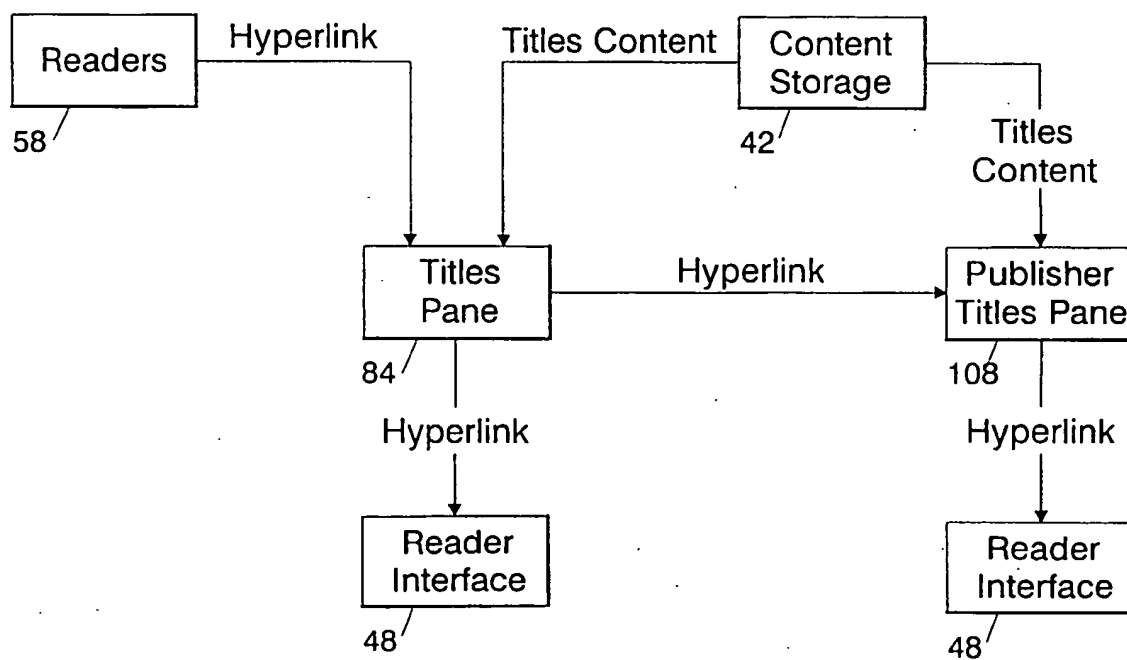 Readers
Hyperlink
Titles Content
Content
Storage
58
42
Titles
Content
Titles
Pane
Hyperlink
Publisher
Titles Pane
84
108
Hyperlink
Hyperlink
Reader
Interface
Reader
Interface
48
48